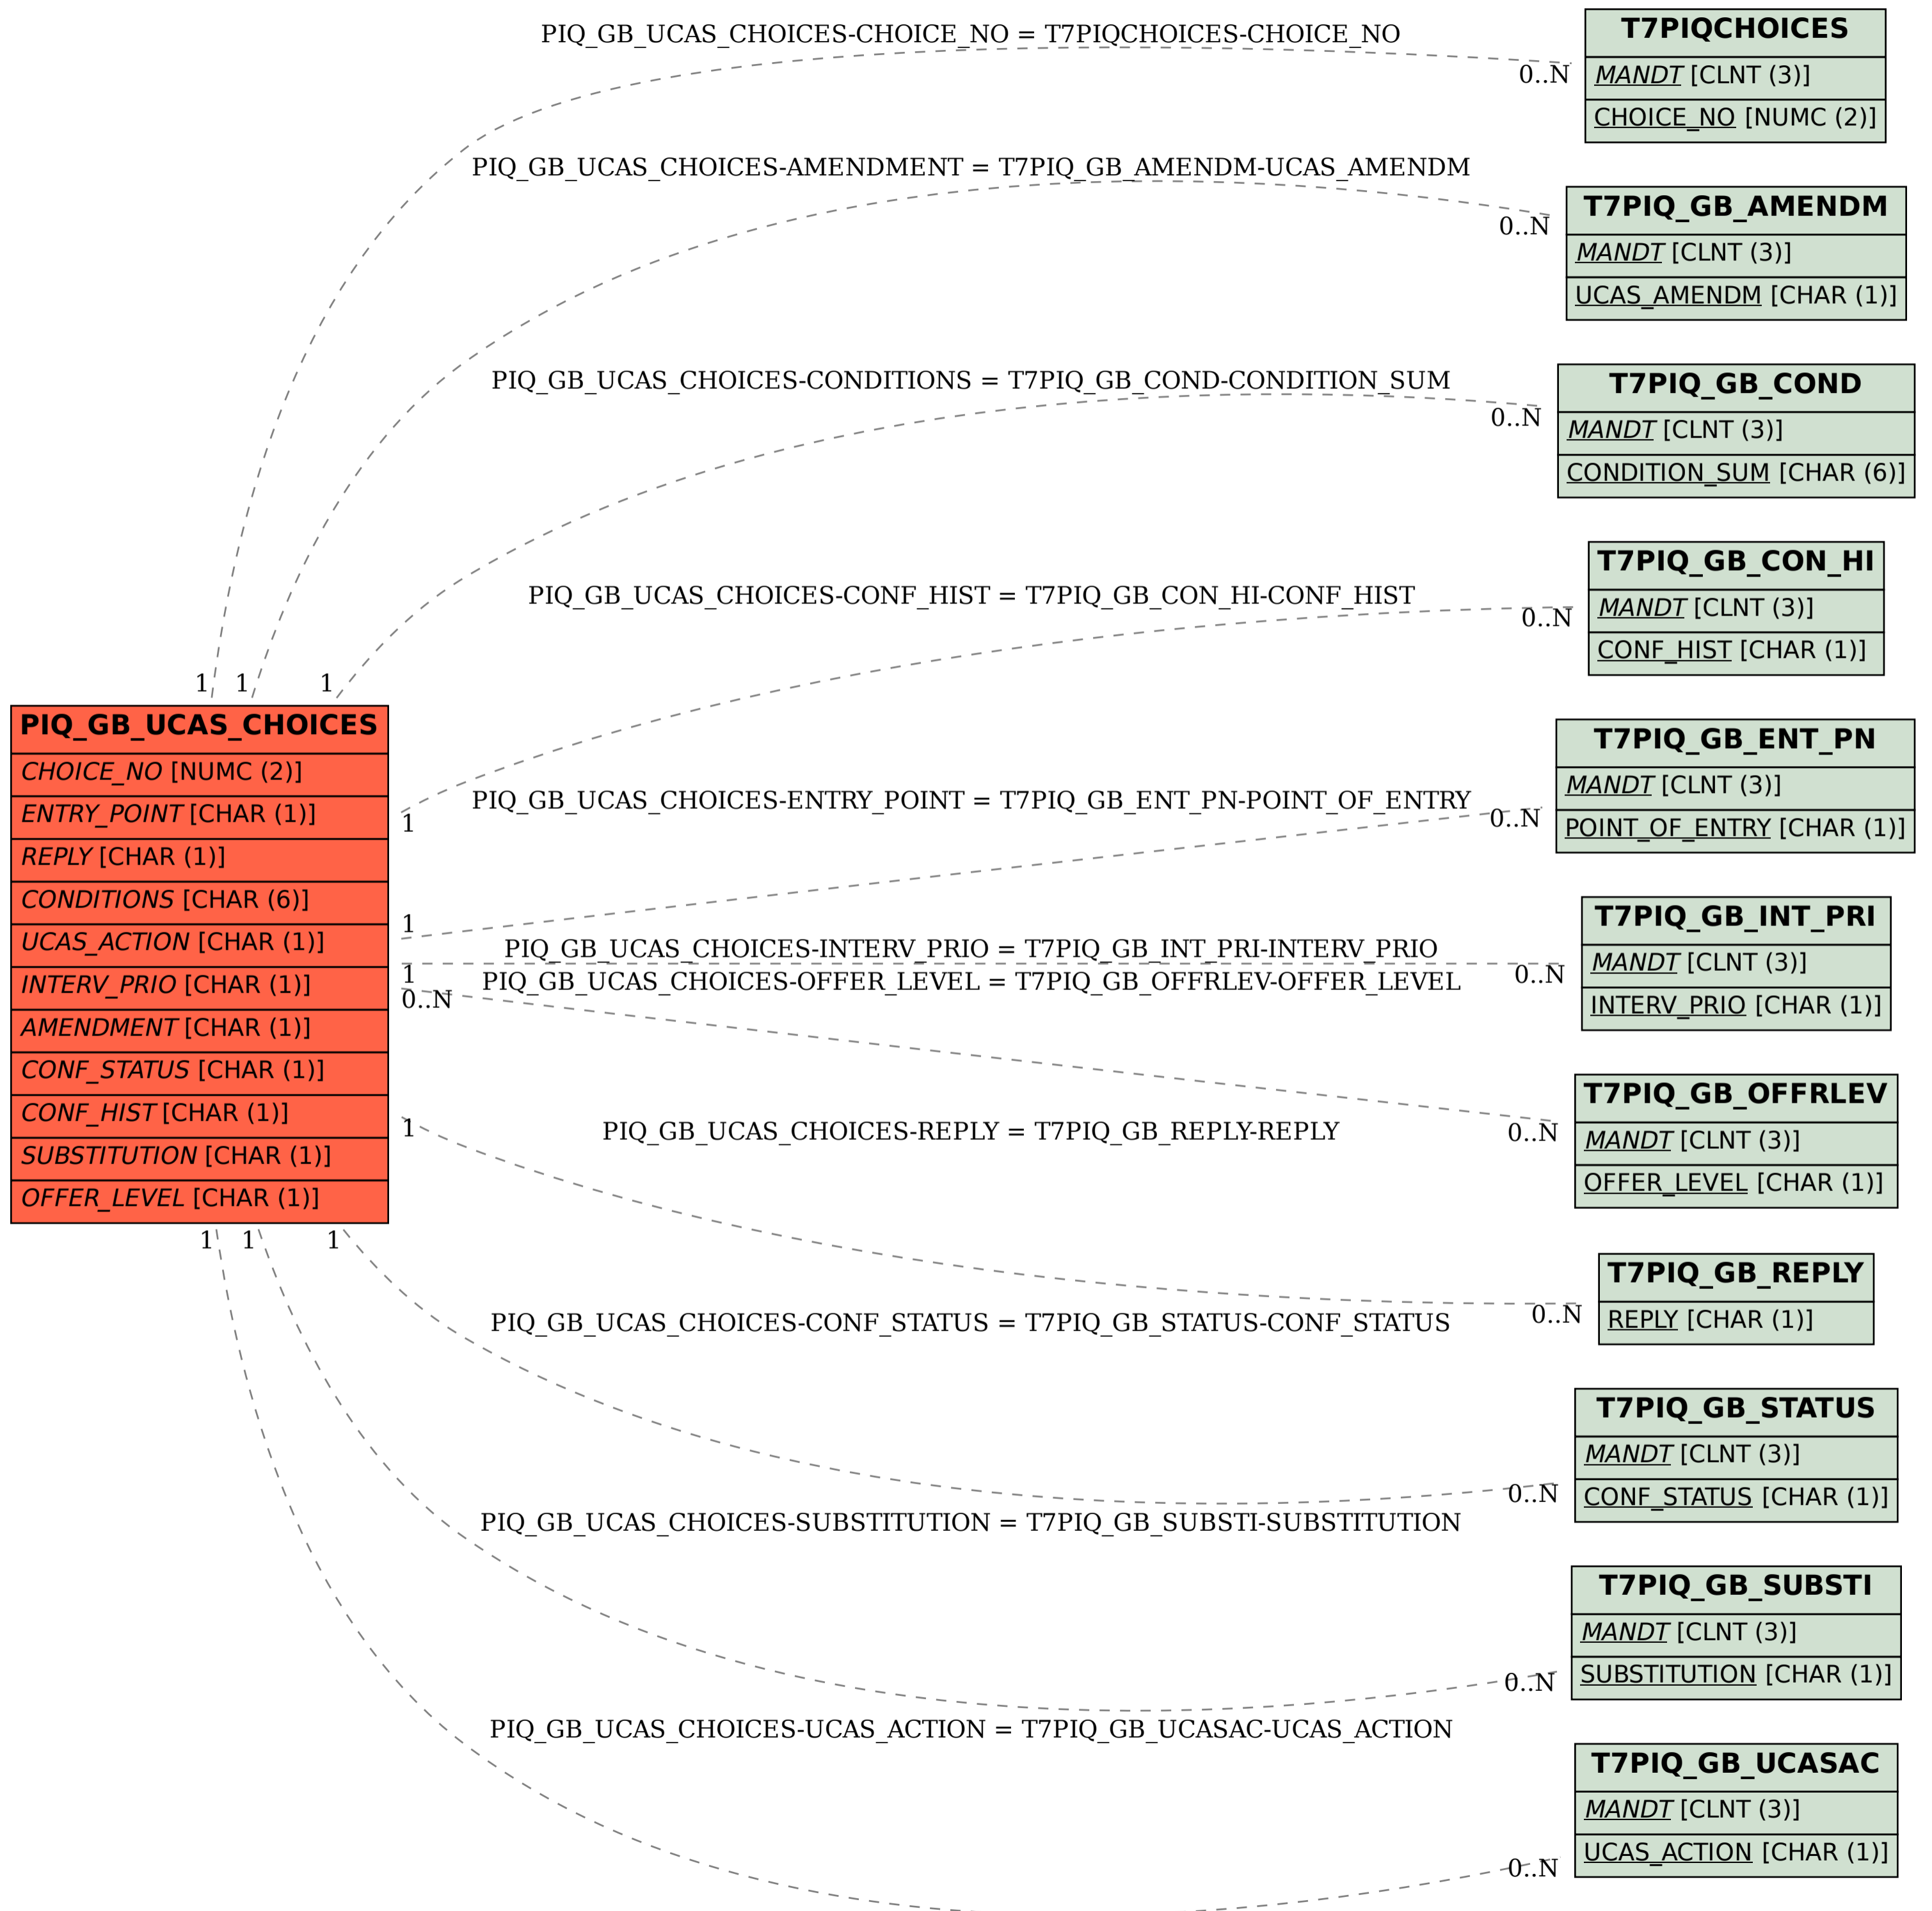 PIQ_GB_UCAS_CHOICES-CHOICE_NO = T7PIQCHOICES-CHOICE_NO
0..N
T7PIQCHOICES
MANDT [CLNT (3)]
CHOICE_NO [NUMC (2)]
PIQ_GB_UCAS_CHOICES-AMENDMENT = T7PIQ_GB_AMENDM-UCAS_AMENDM
0..N
T7PIQ_GB_AMENDM
MANDT [CLNT (3)]
UCAS_AMENDM [CHAR (1)]
PIQ_GB_UCAS_CHOICES-CONDITIONS = T7PIQ_GB_COND-CONDITION_SUM
0..N
T7PIQ_GB_COND
MANDT [CLNT (3)]
CONDITION_SUM [CHAR (6)]
PIQ_GB_UCAS_CHOICES-CONF_HIST = T7PIQ_GB_CON_HI-CONF_HIST
0..N
T7PIQ_GB_CON_HI
MANDT [CLNT (3)]
CONF_HIST [CHAR (1)]
1
1
1
PIQ_GB_UCAS_CHOICES
CHOICE_NO [NUMC (2)]
ENTRY_POINT [CHAR (1)]
REPLY [CHAR (1)]
CONDITIONS [CHAR (6)]
UCAS_ACTION [CHAR (1)]
INTERV_PRIO [CHAR (1)]
AMENDMENT [CHAR (1)]
CONF_STATUS [CHAR (1)]
CONF_HIST [CHAR (1)]
SUBSTITUTION [CHAR (1)]
OFFER_LEVEL [CHAR (1)]
1
PIQ_GB_UCAS_CHOICES-ENTRY_POINT = T7PIQ_GB_ENT_PN-POINT_OF_ENTRY
1
0..N
T7PIQ_GB_ENT_PN
MANDT [CLNT (3)]
POINT_OF_ENTRY [CHAR (1)]
PIQ_GB_UCAS_CHOICES-INTERV_PRIO = T7PIQ_GB_INT_PRI-INTERV_PRIO
1
0..N
T7PIQ_GB_INT_PRI
MANDT [CLNT (3)]
INTERV_PRIO [CHAR (1)]
PIQ_GB_UCAS_CHOICES-OFFER_LEVEL = T7PIQ_GB_OFFRLEV-OFFER_LEVEL
0..N
0..N
T7PIQ_GB_OFFRLEV
MANDT [CLNT (3)]
OFFER_LEVEL [CHAR (1)]
1
PIQ_GB_UCAS_CHOICES-REPLY = T7PIQ_GB_REPLY-REPLY
0..N
T7PIQ_GB_REPLY
REPLY [CHAR (1)]
1
1
1
PIQ_GB_UCAS_CHOICES-CONF_STATUS = T7PIQ_GB_STATUS-CONF_STATUS
0..N
T7PIQ_GB_STATUS
MANDT [CLNT (3)]
CONF_STATUS [CHAR (1)]
PIQ_GB_UCAS_CHOICES-SUBSTITUTION = T7PIQ_GB_SUBSTI-SUBSTITUTION
0..N
T7PIQ_GB_SUBSTI
MANDT [CLNT (3)]
SUBSTITUTION [CHAR (1)]
PIQ_GB_UCAS_CHOICES-UCAS_ACTION = T7PIQ_GB_UCASAC-UCAS_ACTION
0..N
T7PIQ_GB_UCASAC
MANDT [CLNT (3)]
UCAS_ACTION [CHAR (1)]